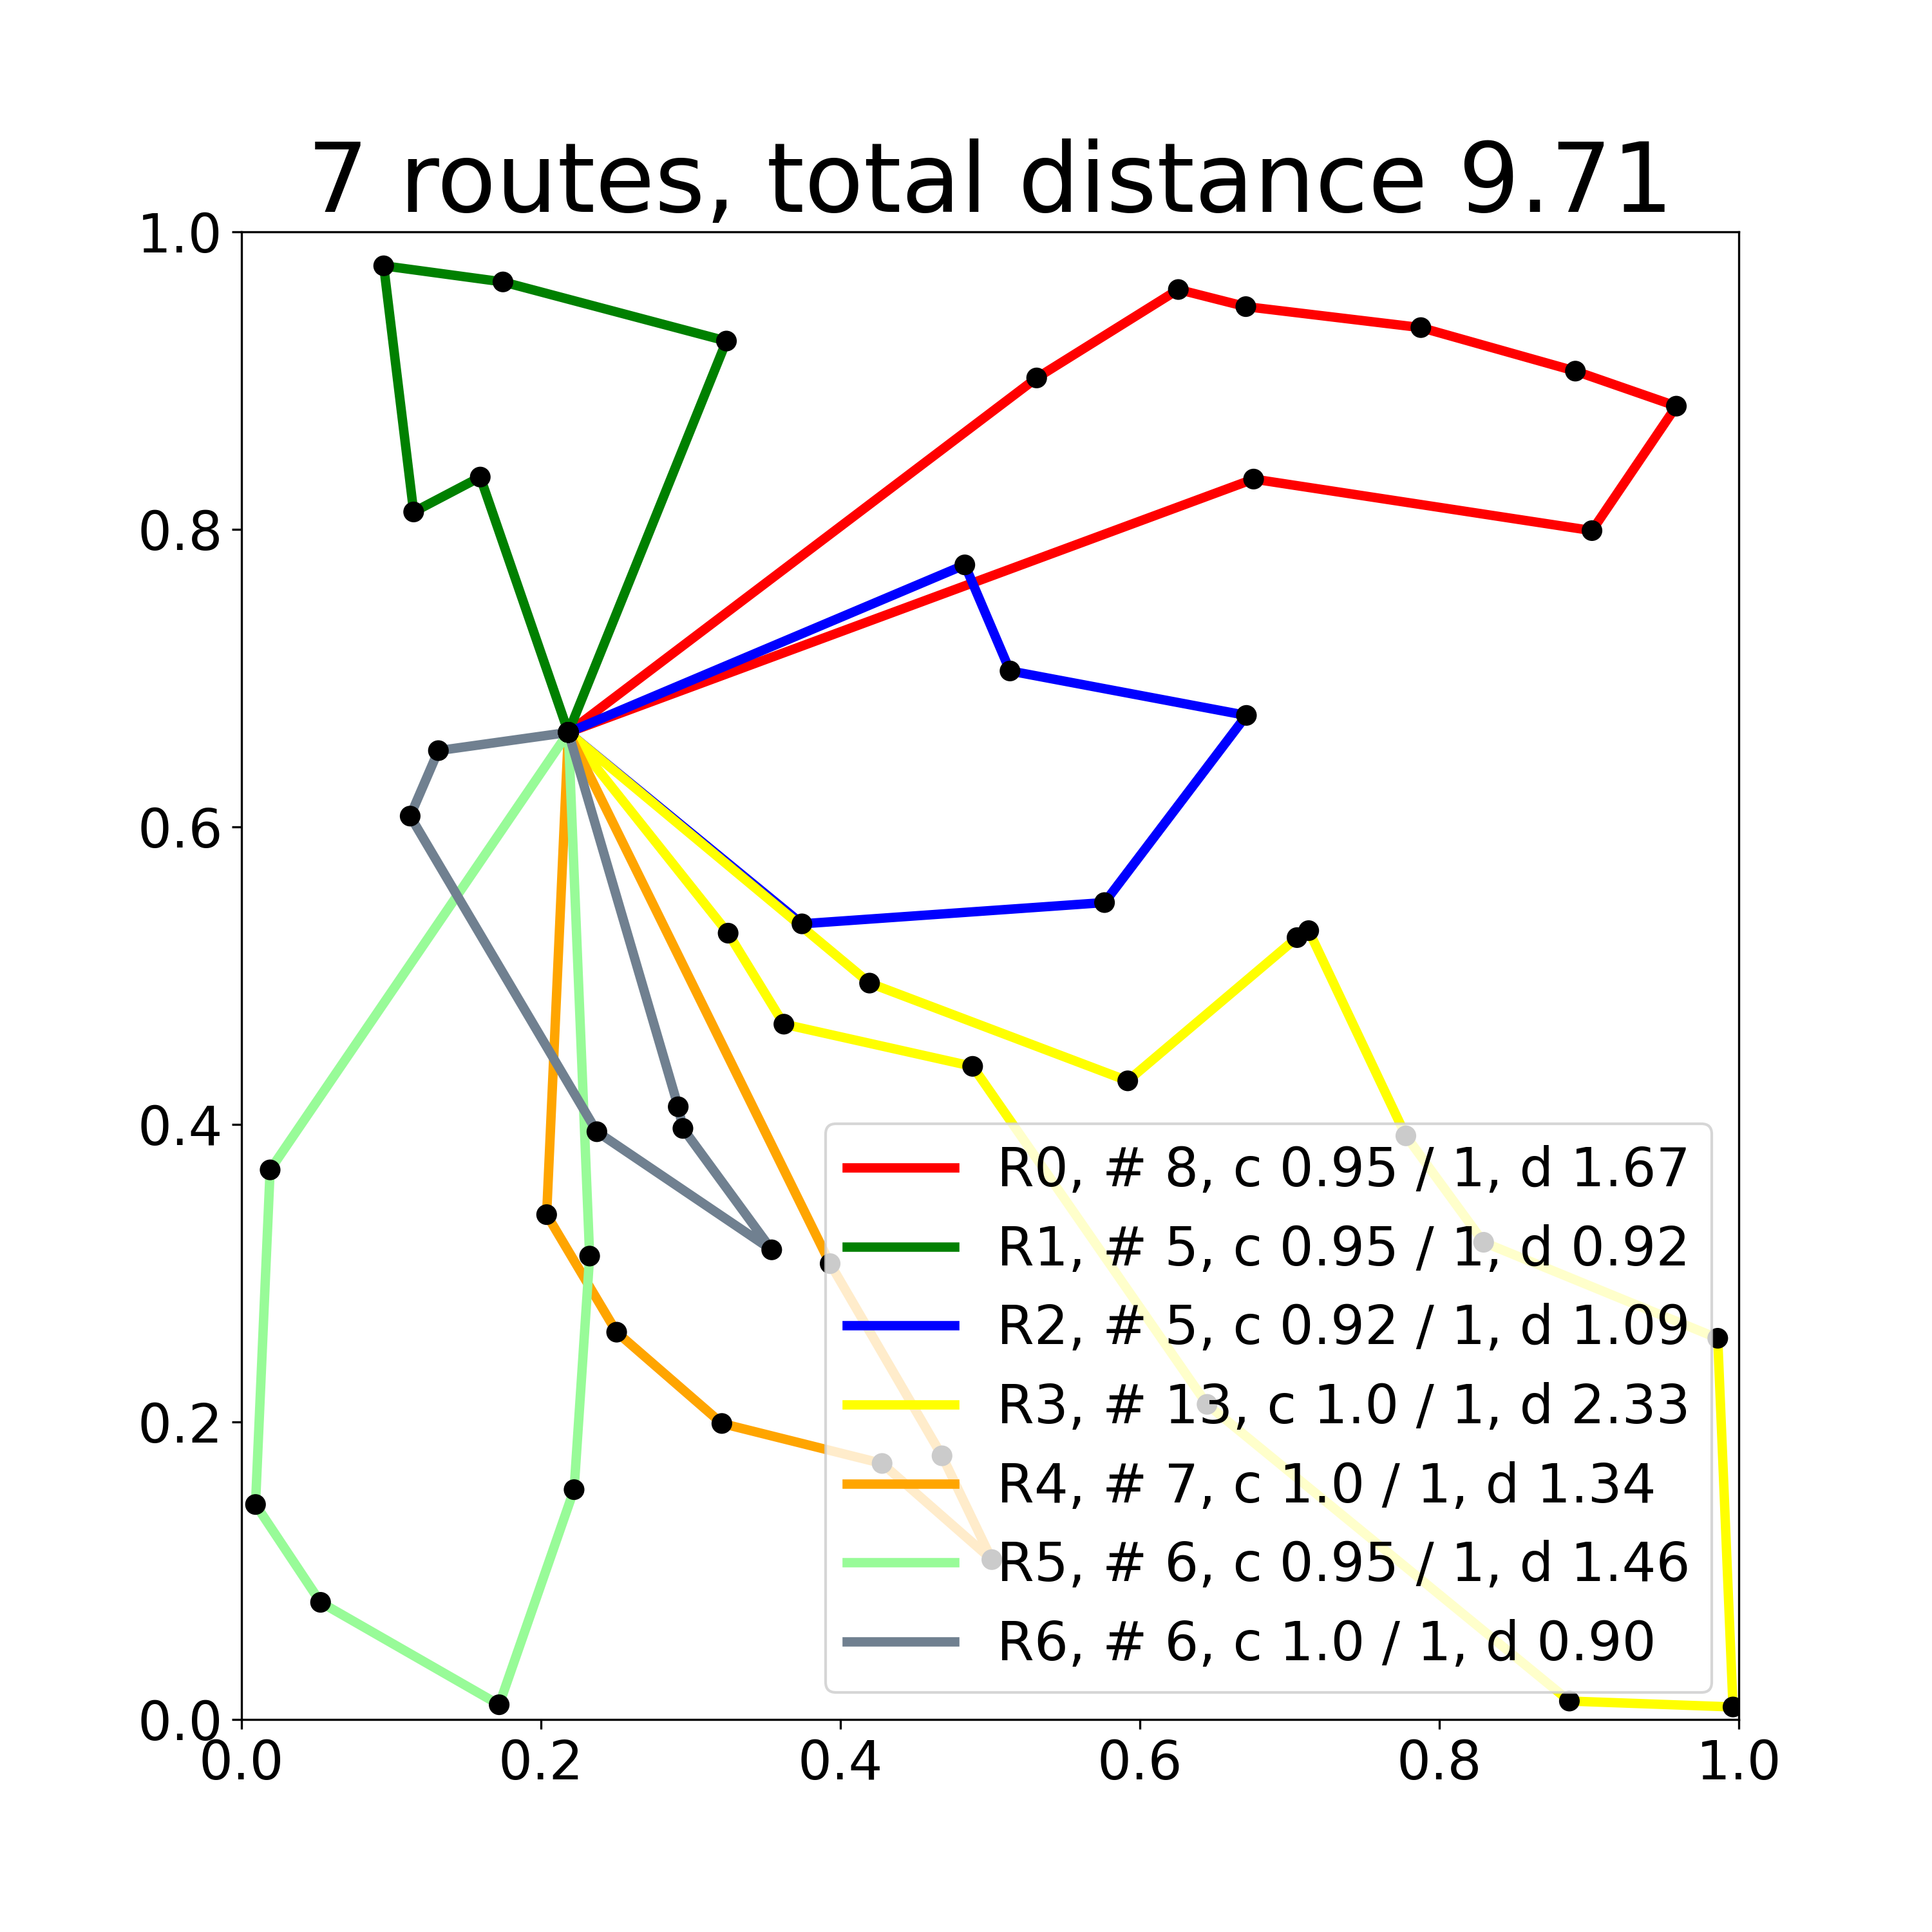 7 routes, total distance 9.71
1.0
0.8
0.6
0.4
0.2
0.0
R0, # 8, c 0.95 / 1, d 1.67
R1, # 5, c 0.95 / 1, d 0.92
R2, # 5, c 0.92 / 1, d 1.09
R3, # 13, c 1.0 / 1, d 2.33
R4, # 7, c 1.0 / 1, d 1.34
R5, # 6, c 0.95 / 1, d 1.46
R6, # 6, c 1.0 / 1, d 0.90
0.0 0.2 0.4 0.6 0.8 1.0